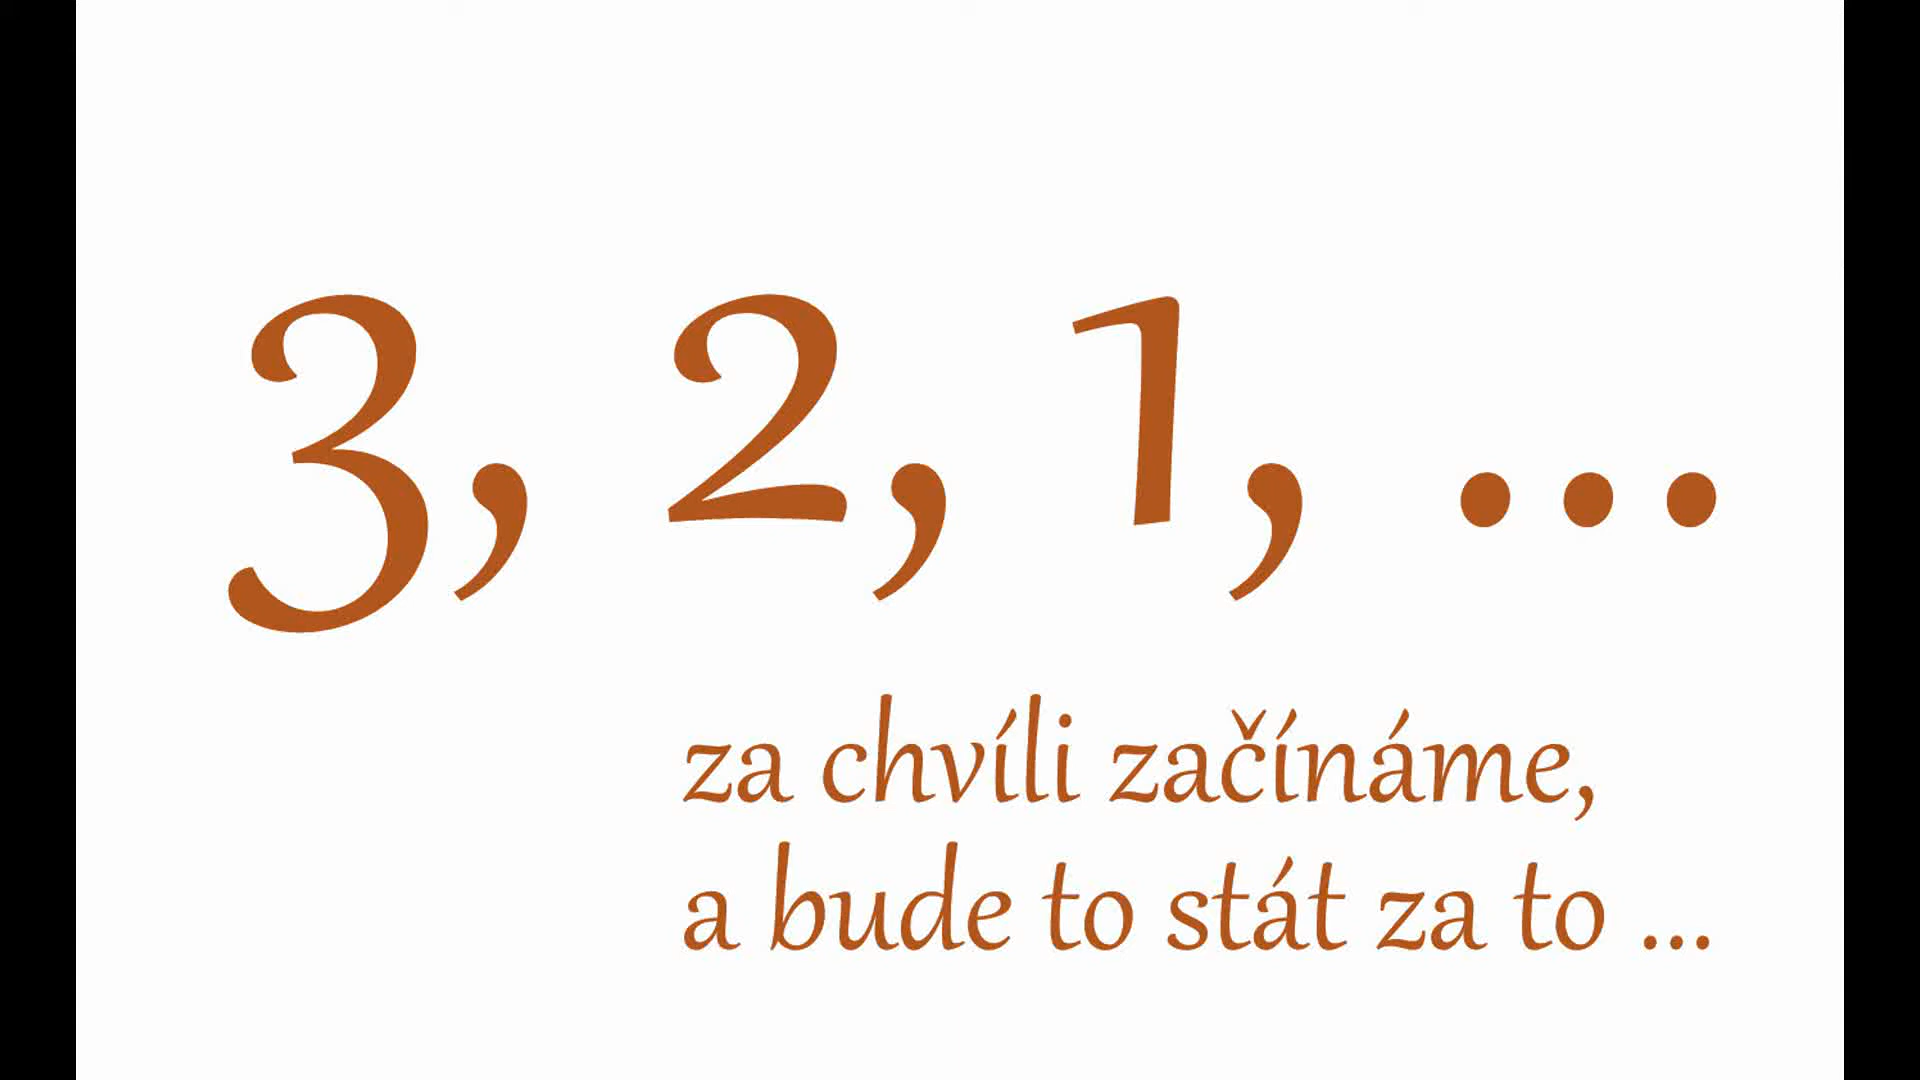 3, 2, 1, ...
za chvíli začínáme,
a bude to stát za to ...